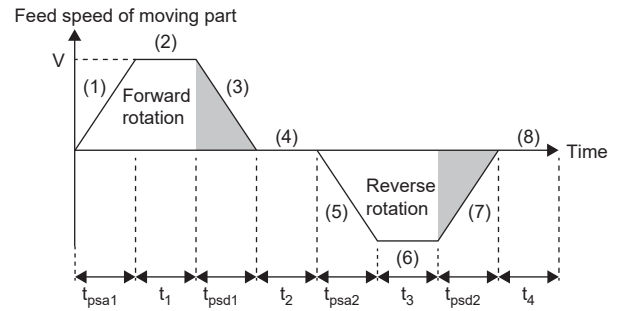 Feed speed of moving part
(2)
V
(1)
(3)
Forward
rotation
(4)
(8)
Time
Reverse
rotation
(5)
(7)
(6)
tpsa1 t1 tpsd1 t2 tpsa2 t3 tpsd2 t4